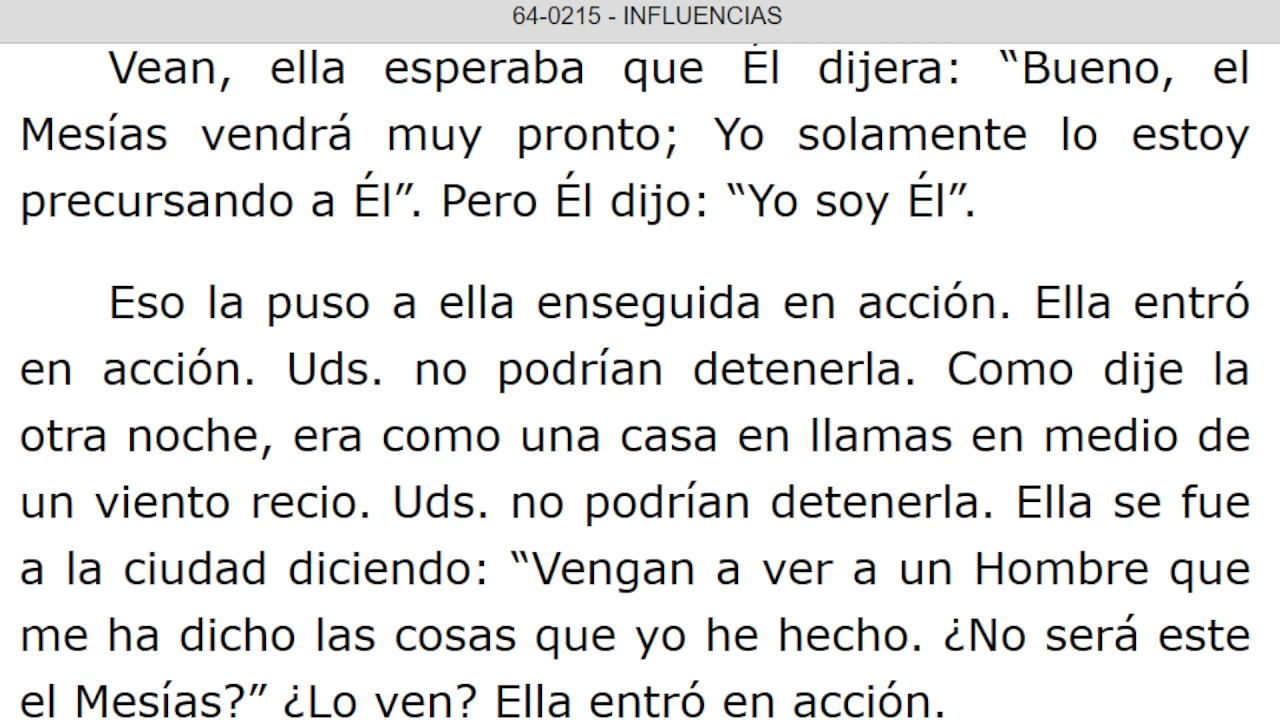 64-0215 - INFLUENCIAS
Vean, ella esperaba que Él dijera: “Bueno, el
Mesías vendrá muy pronto; Yo solamente lo estoy
precursando a Él”. Pero Él dijo: “Yo soy Él”.
Eso la puso a ella enseguida en acción. Ella entró
en acción. Uds. no podrían detenerla. Como dije la
otra noche, era como una casa en llamas en medio de
un viento recio. Uds. no podrían detenerla. Ella se fue
a la ciudad diciendo: “Vengan a ver a un Hombre que
me ha dicho las cosas que yo he hecho. ¿No será este
el Mesías?” ¿Lo ven? Ella entró en acción.